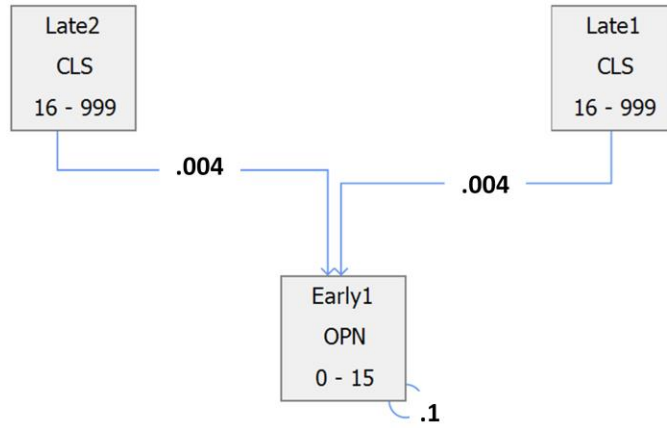 Late2
CLS
16 - 999
Late1
CLS
16 - 999
.004
.004
Early1
OPN
0 - 15
.1